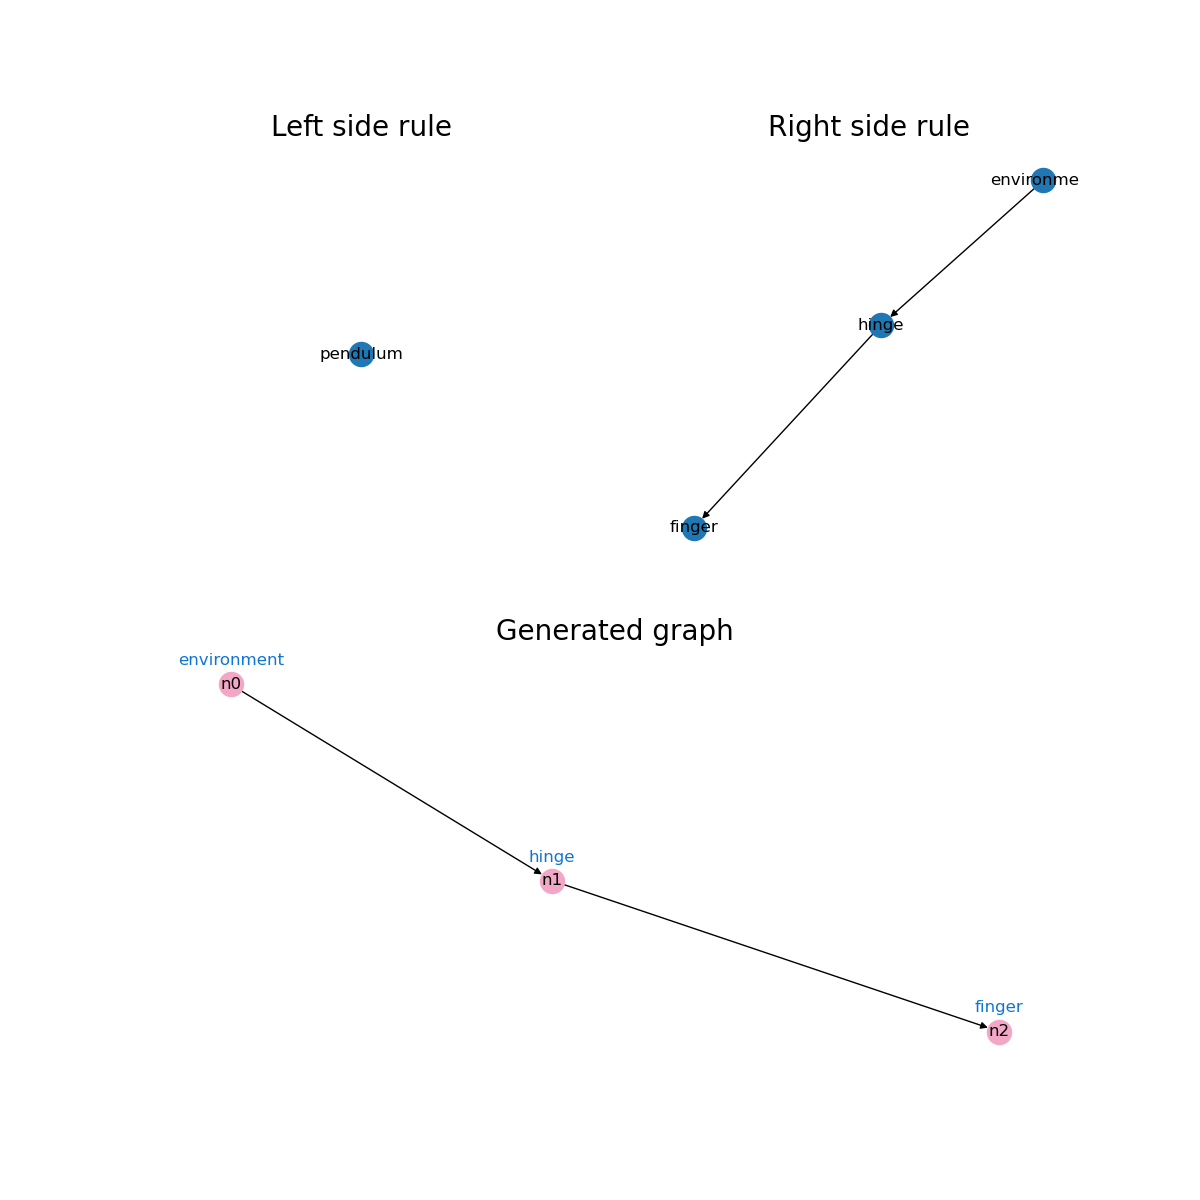 Left side rule
Right side rule
environme
hinge
pendulum
finger
Generated graph
environment
n0
hinge
n1
finger
n2